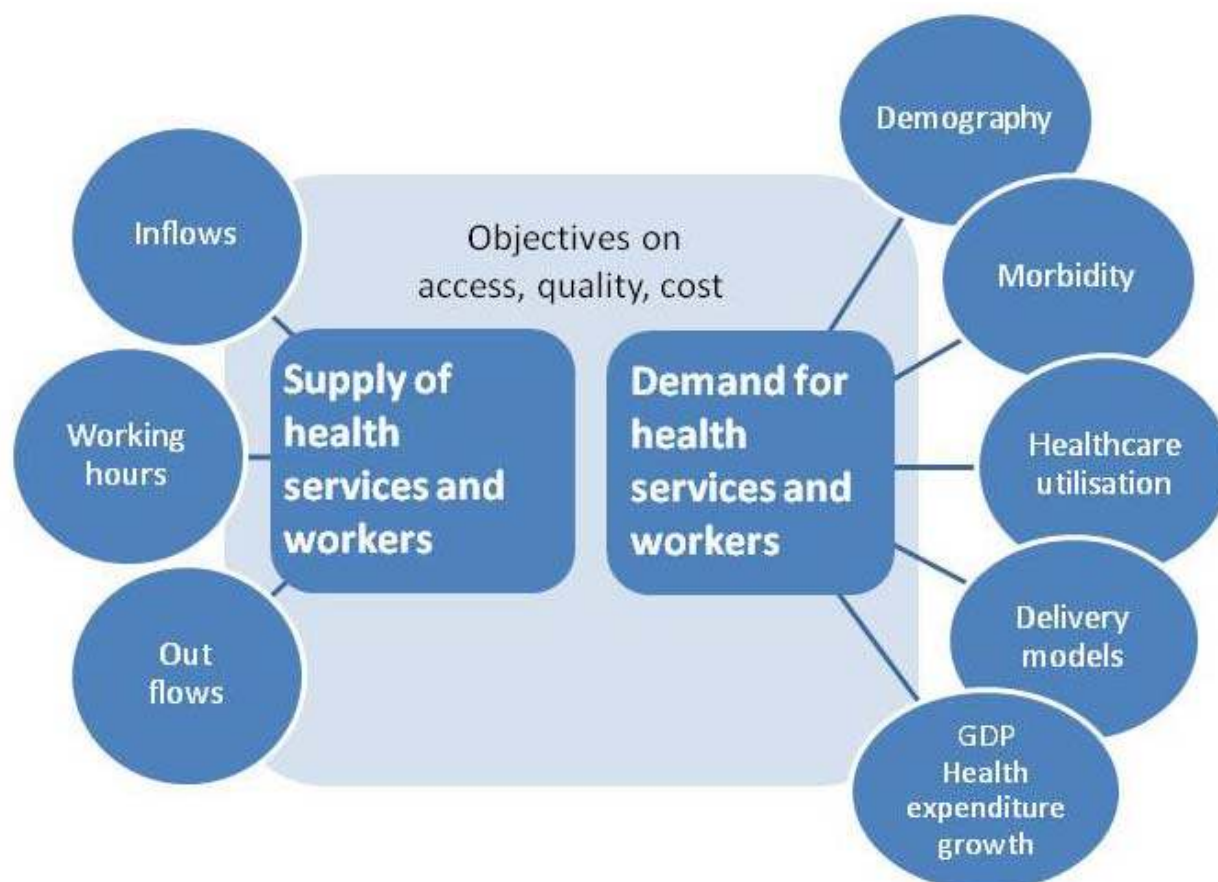 Objectives on
access, quality, cost
Inflows
Working
hours
Out
flows
Supply of
health
services and
workers
Demand for
health
services and
workers
Demography
Morbidity
Healthcare
utilisation
Delivery
models
GDP
Health
expenditure
growth